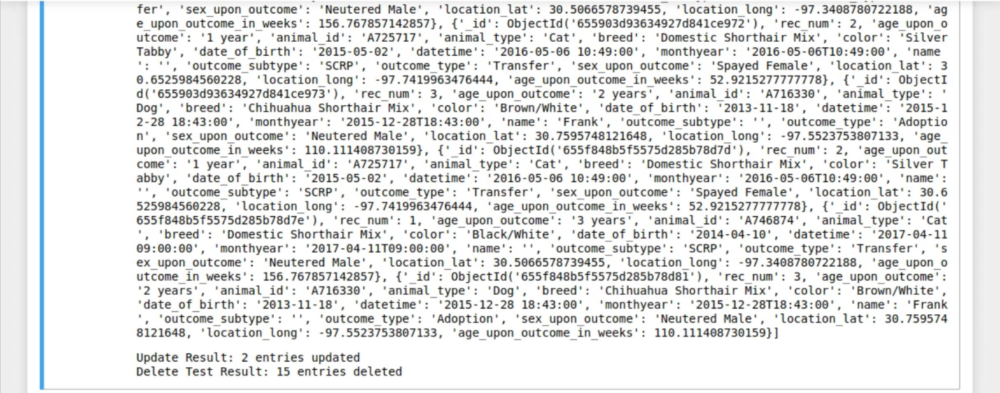 fer', 'sex_upon_outcome': 'Neutered Male', 'location_lat': 30.5066578739455, 'location_long': -97.3408780722188, 'ag
e_upon_outcome_in_weeks': 156.767857142857}, {'_id': ObjectId('655903d93634927d841ce972'), 'rec_num': 2, 'age_upon_o
utcome': '1 year', 'animal_id': 'A725717', 'animal_type': 'Cat', 'breed': 'Domestic Shorthair Mix', 'color': 'Silver
Tabby', 'date_of_birth': '2015-05-02', 'datetime': '2016-05-06 10:49:00', 'monthyear': '2016-05-06T10:49:00', 'name
': '', 'outcome_subtype': 'SCRP', 'outcome_type': 'Transfer', 'sex_upon_outcome': 'Spayed Female', 'location_lat': 3
0.6525984560228, 'location_long': -97.7419963476444, 'age_upon_outcome_in_weeks': 52.9215277777778}, {'_id': ObjectI
d('655903d93634927d841ce973'), 'rec_num': 3, 'age_upon_outcome': '2 years', 'animal_id': 'A716330', 'animal_type': '
Dog', 'breed': 'Chihuahua Shorthair Mix', 'color': 'Brown/White', 'date_of_birth': '2013-11-18', 'datetime': '2015-1
2-28 18:43:00', 'monthyear': '2015-12-28T18:43:00', 'name': 'Frank', 'outcome_subtype': '', 'outcome_type': 'Adoptio
n', 'sex_upon_outcome': 'Neutered Male', 'location_lat': 30.7595748121648, 'location_long': -97.5523753807133, 'age_
upon_outcome_in_weeks': 110.111408730159}, {'_id': ObjectId('655f848b5f5575d285b78d7d'), 'rec_num': 2, 'age_upon_out
come': '1 year', 'animal_id': 'A725717', 'animal_type': 'Cat', 'breed': 'Domestic Shorthair Mix', 'color': 'Silver T
abby', 'date_of_birth': '2015-05-02', 'datetime': '2016-05-06 10:49:00', 'monthyear': '2016-05-06T10:49:00', 'name':
'', 'outcome_subtype': 'SCRP', 'outcome_type': 'Transfer', 'sex_upon_outcome': 'Spayed Female', 'location_lat': 30.6
525984560228, 'location_long': -97.7419963476444, 'age_upon_outcome_in_weeks': 52.9215277777778}, {'_id': ObjectId('
655f848b5f5575d285b78d7e'), 'rec_num': 1, 'age_upon_outcome': '3 years', 'animal_id': 'A746874', 'animal_type': 'Cat
', 'breed': 'Domestic Shorthair Mix', 'color': 'Black/White', 'date_of_birth': '2014-04-10', 'datetime': '2017-04-11
09:00:00', 'monthyear': '2017-04-11T09:00:00', 'name': '', 'outcome_subtype': 'SCRP', 'outcome_type': 'Transfer', 's
ex_upon_outcome': 'Neutered Male', 'location_lat': 30.5066578739455, 'location_long': -97.3408780722188, 'age_upon_o
utcome_in_weeks': 156.767857142857}, {'_id': ObjectId('655f848b5f5575d285b78d81'), 'rec_num': 3, 'age_upon_outcome':
'2 years', 'animal_id': 'A716330', 'animal_type': 'Dog', 'breed': 'Chihuahua Shorthair Mix', 'color': 'Brown/White',
'date_of_birth': '2013-11-18', 'datetime': '2015-12-28 18:43:00', 'monthyear': '2015-12-28T18:43:00', 'name': 'Frank
', 'outcome_subtype': '', 'outcome_type': 'Adoption', 'sex_upon_outcome': 'Neutered Male', 'location_lat': 30.759574
8121648, 'location_long': -97.5523753807133, 'age_upon_outcome_in_weeks': 110.111408730159}]
Update Result: 2 entries updated
Delete Test Result: 15 entries deleted